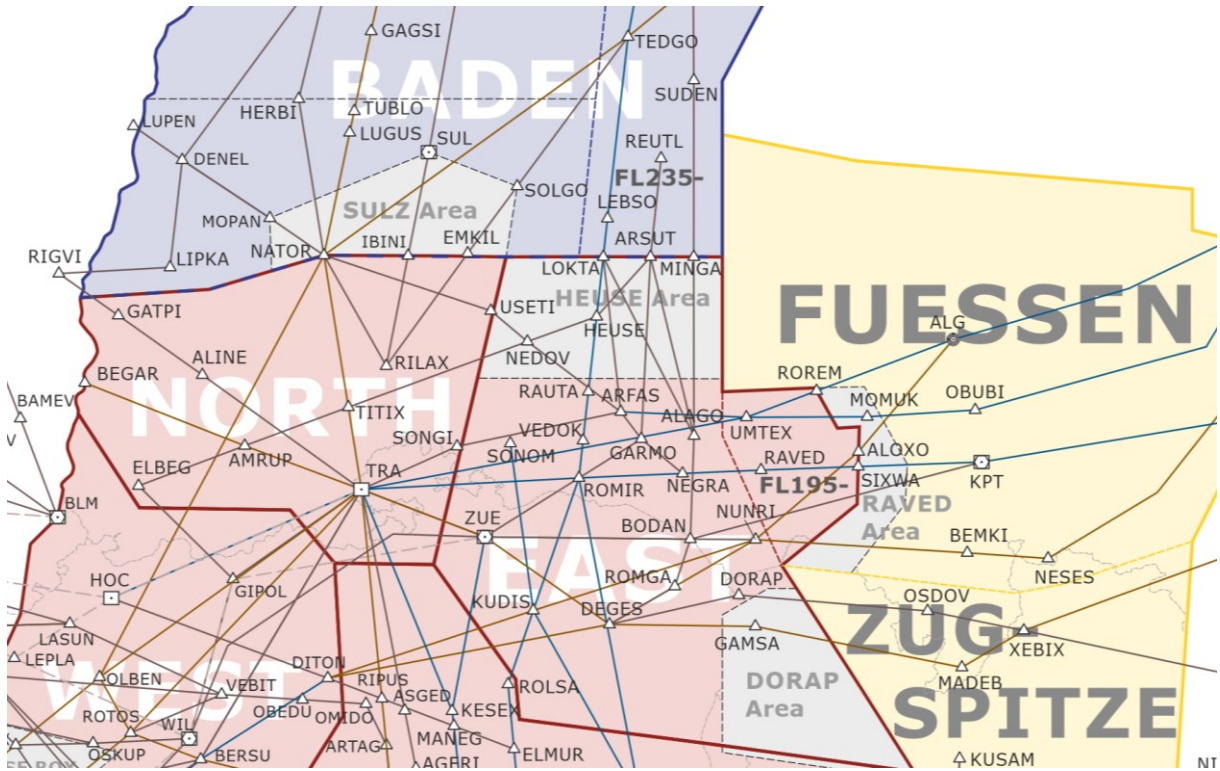 GAGSI
TEDGO
BADEN
SUDEN
HERBI
TUBLO
LUPEN
LUGUS
SUL
REUTL
DENEL
FL235-
SOLGO
SULZ Area
LEBSO
MOPAN
NATOR
IBINI
EMKIL
ARSUT
RIGVI
LIPKA
LOKTA
MINGA
HEUSE Area
GATPI
USETI
FUESSEN
ALG
HEUSE
NEDOV
ALINE
RILAX
BEGAR
ROREM
RAUTA
ARFAS
OBUBI
BAMEV
NORTH
TITIX
MOMUK
ALAGO
UMTEX
SONGI
VEDOK
SONOM
GARMO
AMRUP
ALOXO
ELBEG
TRA
RAVED
NEGRA
FL195-
SIXWA
KPT
ROMIR
BLM
ZUE
BODAN
NUNRI
RAVED
Area
BEMKI
EAST
NESES
HOC
GIPOL
ROMGA
DORAP
KUDIS
DEGES
OSDOV
ZUG-
LASUN
GAMSA
XEBIX
LEPLA
WEST
DITON
OLBEN
VEBIT
RIPUS
ROLSA
DORAP
Area
MADEB
ASGED
OBEDU
OMIDO
KESEX
SPITZE
ROTOS
WIL
MANEG
OSKUP
BERSU
ARTAG
ELMUR
AGERI
KUSAM
NI